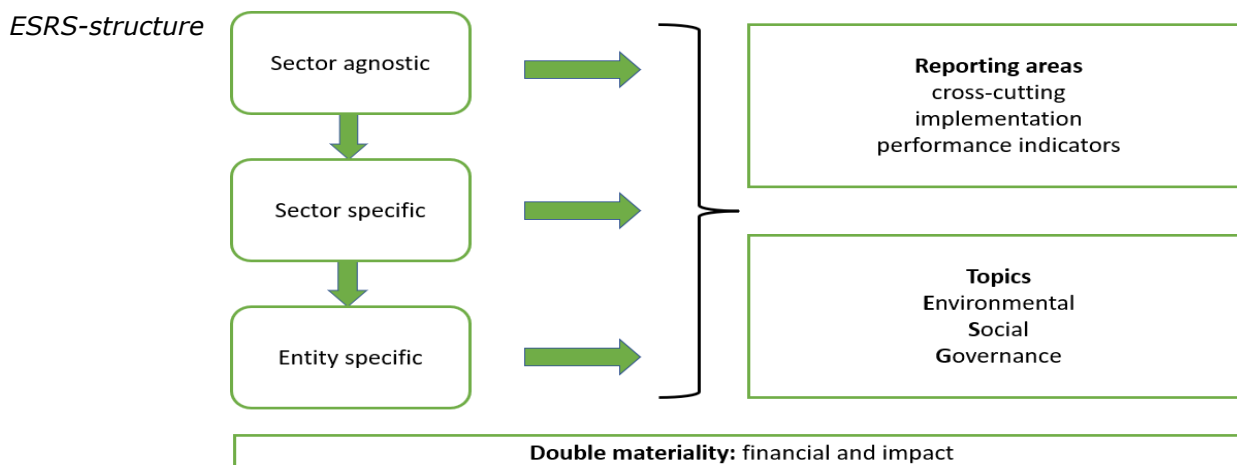 ESRS-structure
Sector agnostic
Sector specific
Entity specific
Reporting areas
cross-cutting
implementation
performance indicators
Topics
Environmental
Social
Governance
Double materiality: financial and impact